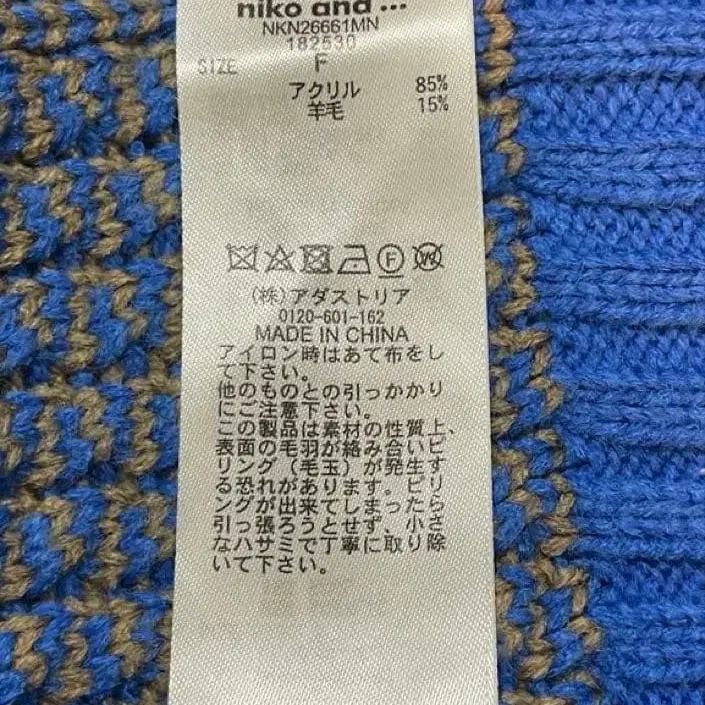 niko and ...
NKN26661MN
182530
SIZE F
アクリル 85%
羊毛 15%
F W
(株)アダストリア
0120-601-162
MADE IN CHINA
アイロン時はあて布をし
て下さい。
他のものとの引っかかり
にご注意下さい。
この製品は素材の性質上、
表面の毛羽が絡み合いピ
リング(毛玉)が発生す
る恐れがあります。ピリ
ングが出来てしまったら
引っ張ろうとせず、小さ
なハサミで丁寧に取り除
いて下さい。